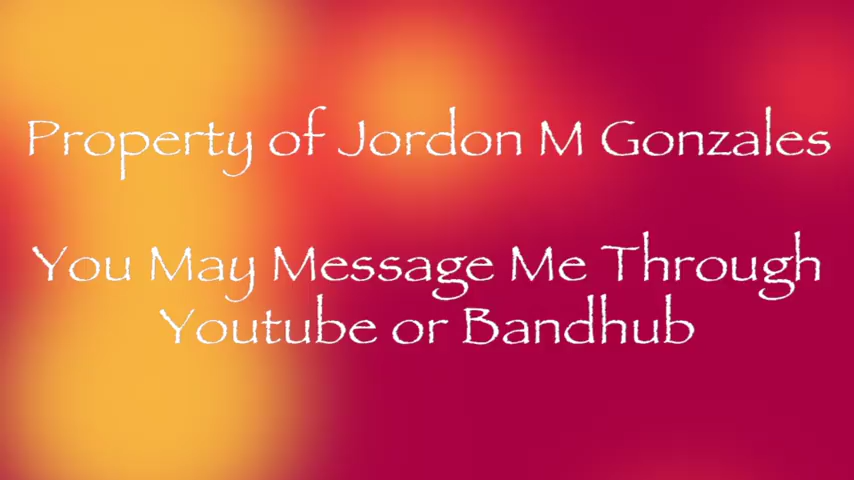 Property of Jordon M Gonzales
You May Message Me Through
Youtube or Bandhub